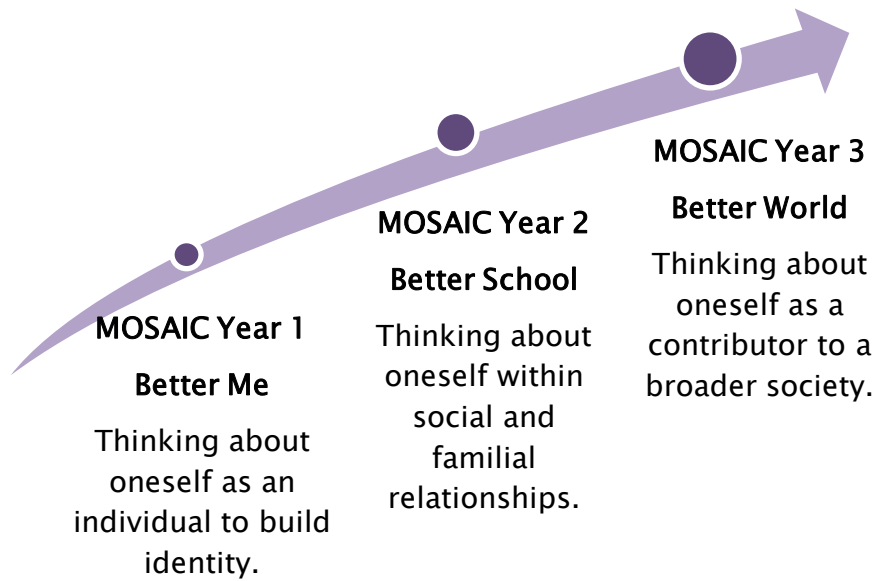 MOSAIC Year 1
Better Me
Thinking about
oneself as an
individual to build
identity.
MOSAIC Year 2
Better School
Thinking about
oneself within
social and
familial
relationships.
MOSAIC Year 3
Better World
Thinking about
oneself as a
contributor to a
broader society.